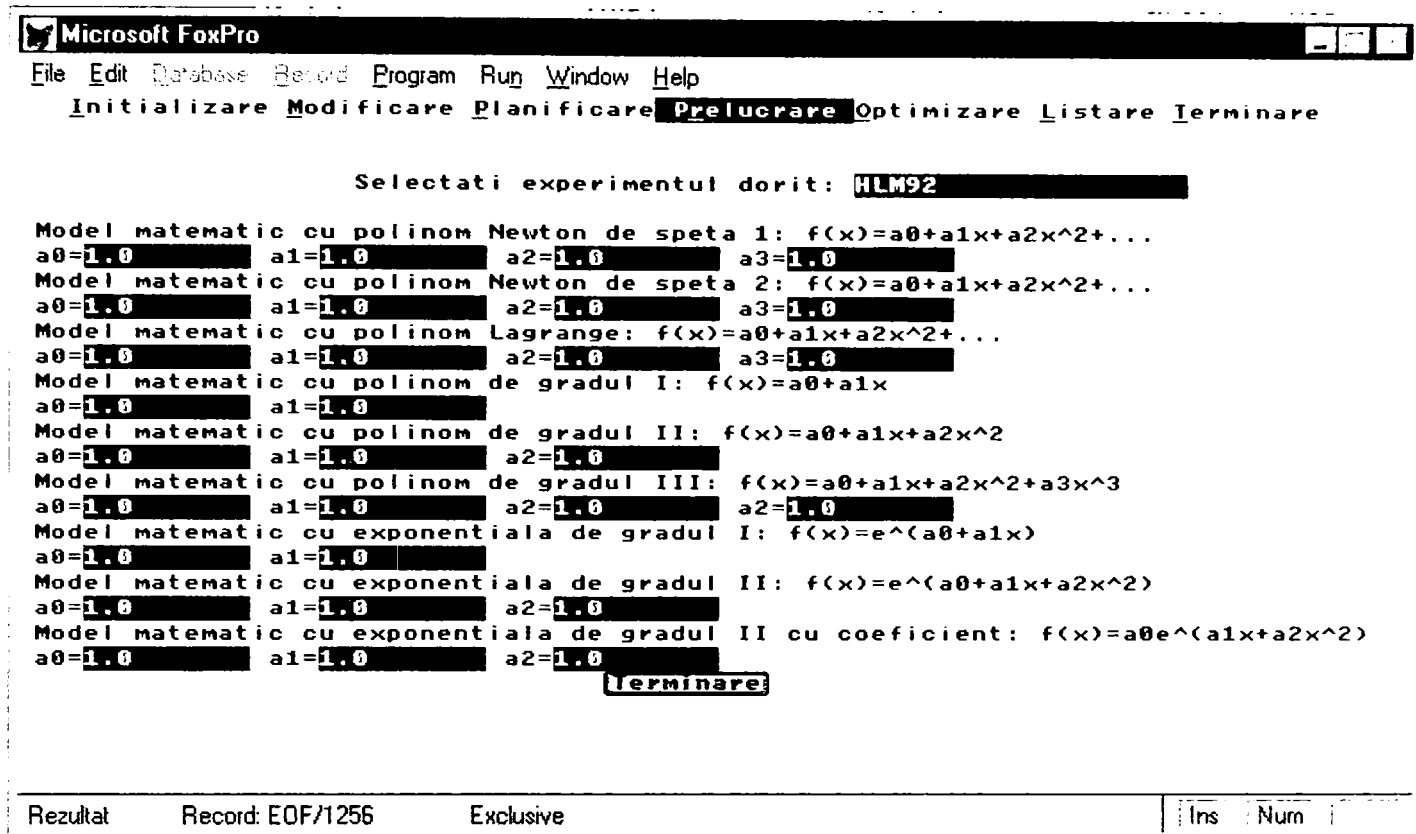 Microsoft FoxPro
File Edit Database Record Program Run Window Help
Initializare Modificare Planificare Prelucrare Optimizare Listare Terminare
Selectati experimentul dorit: HLM92
Model matematic cu polinom Newton de speta 1: f(x)=a0+a1x+a2x^2+...
a0=1.0 a1=1.0 a2=1.0 a3=1.0
Model matematic cu polinom Newton de speta 2: f(x)=a0+a1x+a2x^2+...
a0=1.0 a1=1.0 a2=1.0 a3=1.0
Model matematic cu polinom Lagrange: f(x)=a0+a1x+a2x^2+...
a0=1.0 a1=1.0 a2=1.0 a3=1.0
Model matematic cu polinom de gradul I: f(x)=a0+a1x
a0=1.0 a1=1.0
Model matematic cu polinom de gradul II: f(x)=a0+a1x+a2x^2
a0=1.0 a1=1.0 a2=1.0
Model matematic cu polinom de gradul III: f(x)=a0+a1x+a2x^2+a3x^3
a0=1.0 a1=1.0 a2=1.0 a2=1.0
Model matematic cu exponentiala de gradul I: f(x)=e^(a0+a1x)
a0=1.0 a1=1.0
Model matematic cu exponentiala de gradul II: f(x)=e^(a0+a1x+a2x^2)
a0=1.0 a1=1.0 a2=1.0
Model matematic cu exponentiala de gradul II cu coeficient: f(x)=a0e^(a1x+a2x^2)
a0=1.0 a1=1.0 a2=1.0
Terminare
Rezultat Record: EOF/1256 Exclusive Ins Num